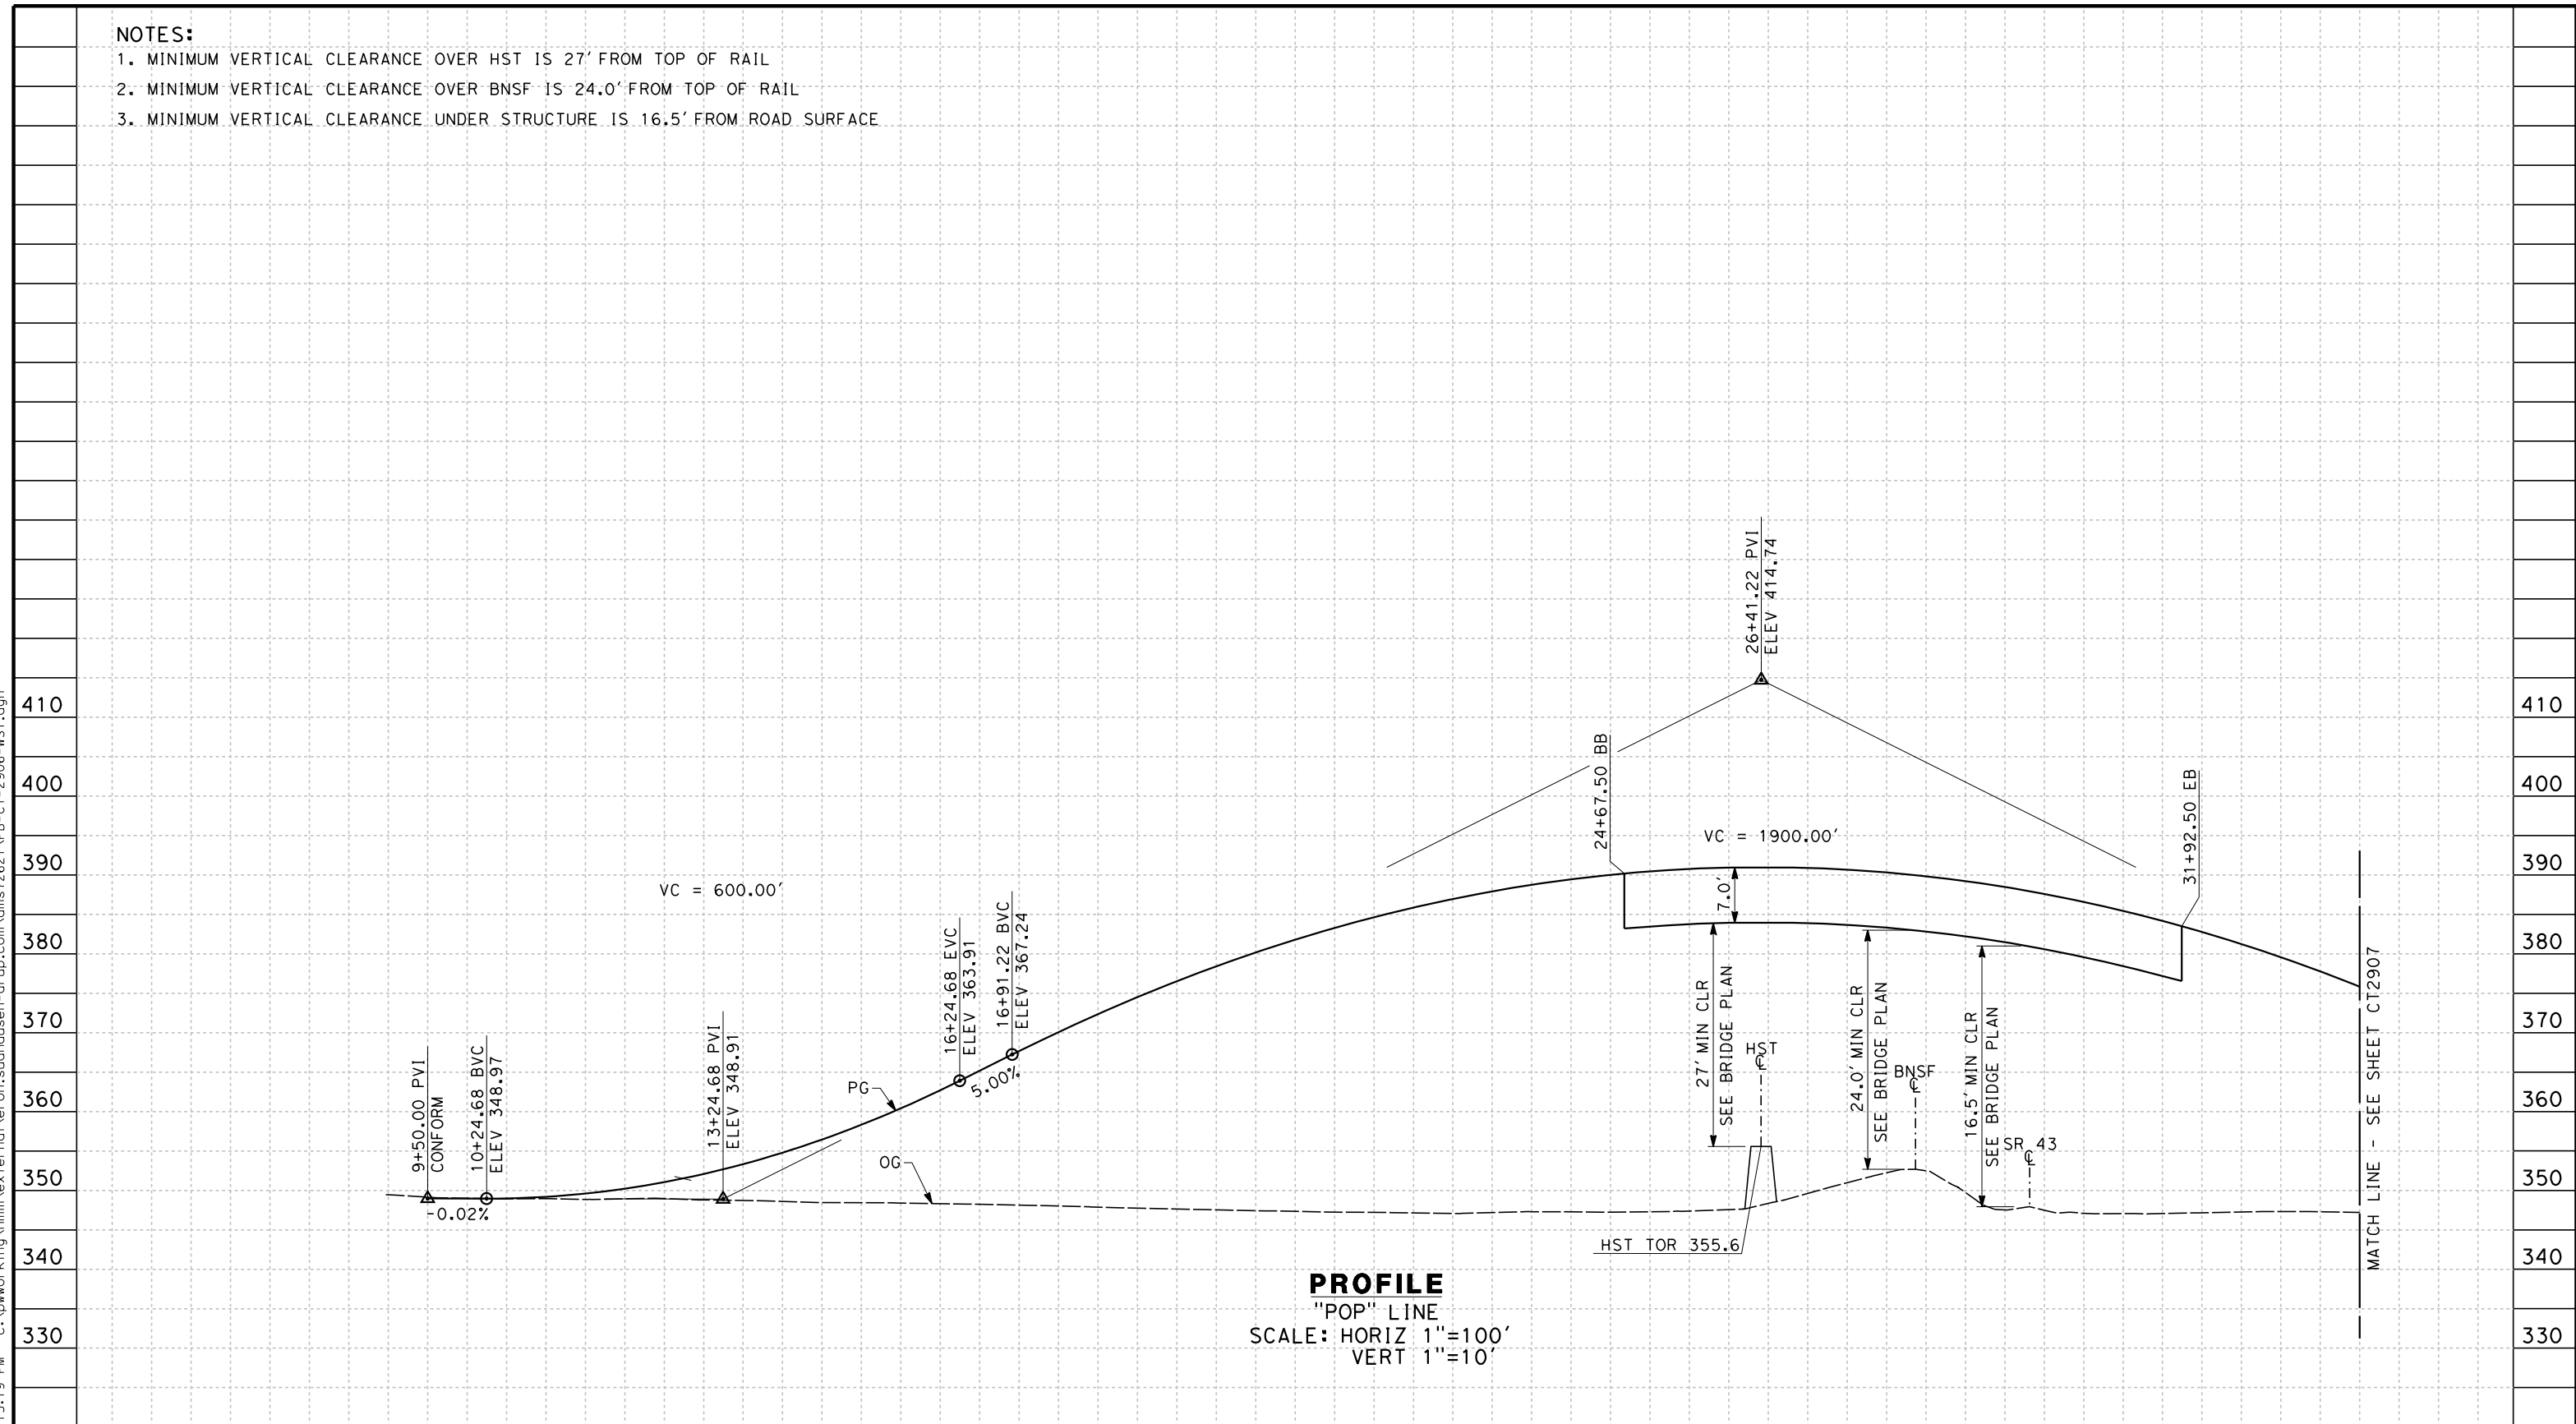 NOTES:
1. MINIMUM VERTICAL CLEARANCE OVER HST IS 27' FROM TOP OF RAIL
2. MINIMUM VERTICAL CLEARANCE OVER BNSF IS 24.0' FROM TOP OF RAIL
3. MINIMUM VERTICAL CLEARANCE UNDER STRUCTURE IS 16.5' FROM ROAD SURFACE
26+41.22 PVI
ELEV 414.74
410
410
400
24+67.50 BB
31+92.50 EB
400
VC = 1900.00'
390
VC = 600.00'
7.0'
390
380
16+24.68 EVC
ELEV 363.91
16+91.22 BVC
ELEV 367.24
380
370
27' MIN CLR
SEE BRIDGE PLAN
24.0' MIN CLR
SEE BRIDGE PLAN
16.5' MIN CLR
SEE BRIDGE PLAN
370
9+50.00 PVI
CONFORM
10+24.68 BVC
ELEV 348.97
13+24.68 PVI
ELEV 348.91
5.00%
HST
℄
BNSF
℄
SR 43
℄
PG
360
360
OG
350
350
-0.02%
MATCH LINE - SEE SHEET CT2907
340
HST TOR 355.6
340
PROFILE
"POP" LINE
SCALE: HORIZ 1"=100'
VERT 1"=10'
330
330